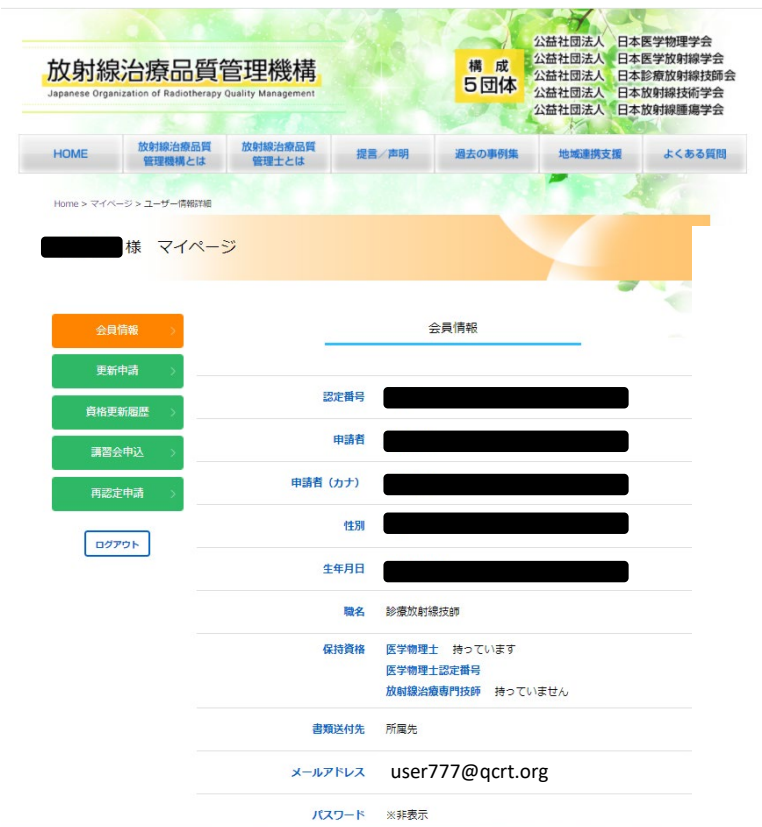 放射線治療品質管理機構
Japanese Organization of Radiotherapy Quality Management
構成
5団体
公益社団法人 日本医学物理学会
公益社団法人 日本医学放射線学会
公益社団法人 日本診療放射線技師会
公益社団法人 日本放射線技術学会
公益社団法人 日本放射線腫瘍学会
HOME
放射線治療品質
管理機構とは
放射線治療品質
管理士とは
提言/声明
過去の事例集
地域連携支援
よくある質問
Home > マイページ > ユーザー情報詳細
様 マイページ
会員情報
更新申請
資格更新履歴
講習会申込
再認定申請
ログアウト
会員情報
認定番号
申請者
申請者（カナ）
性別
生年月日
職名 診療放射線技師
保持資格 医学物理士 持っています
医学物理士認定番号
放射線治療専門技師 持っていません
書類送付先 所属先
メールアドレス user777@qcrt.org
パスワード ※非表示